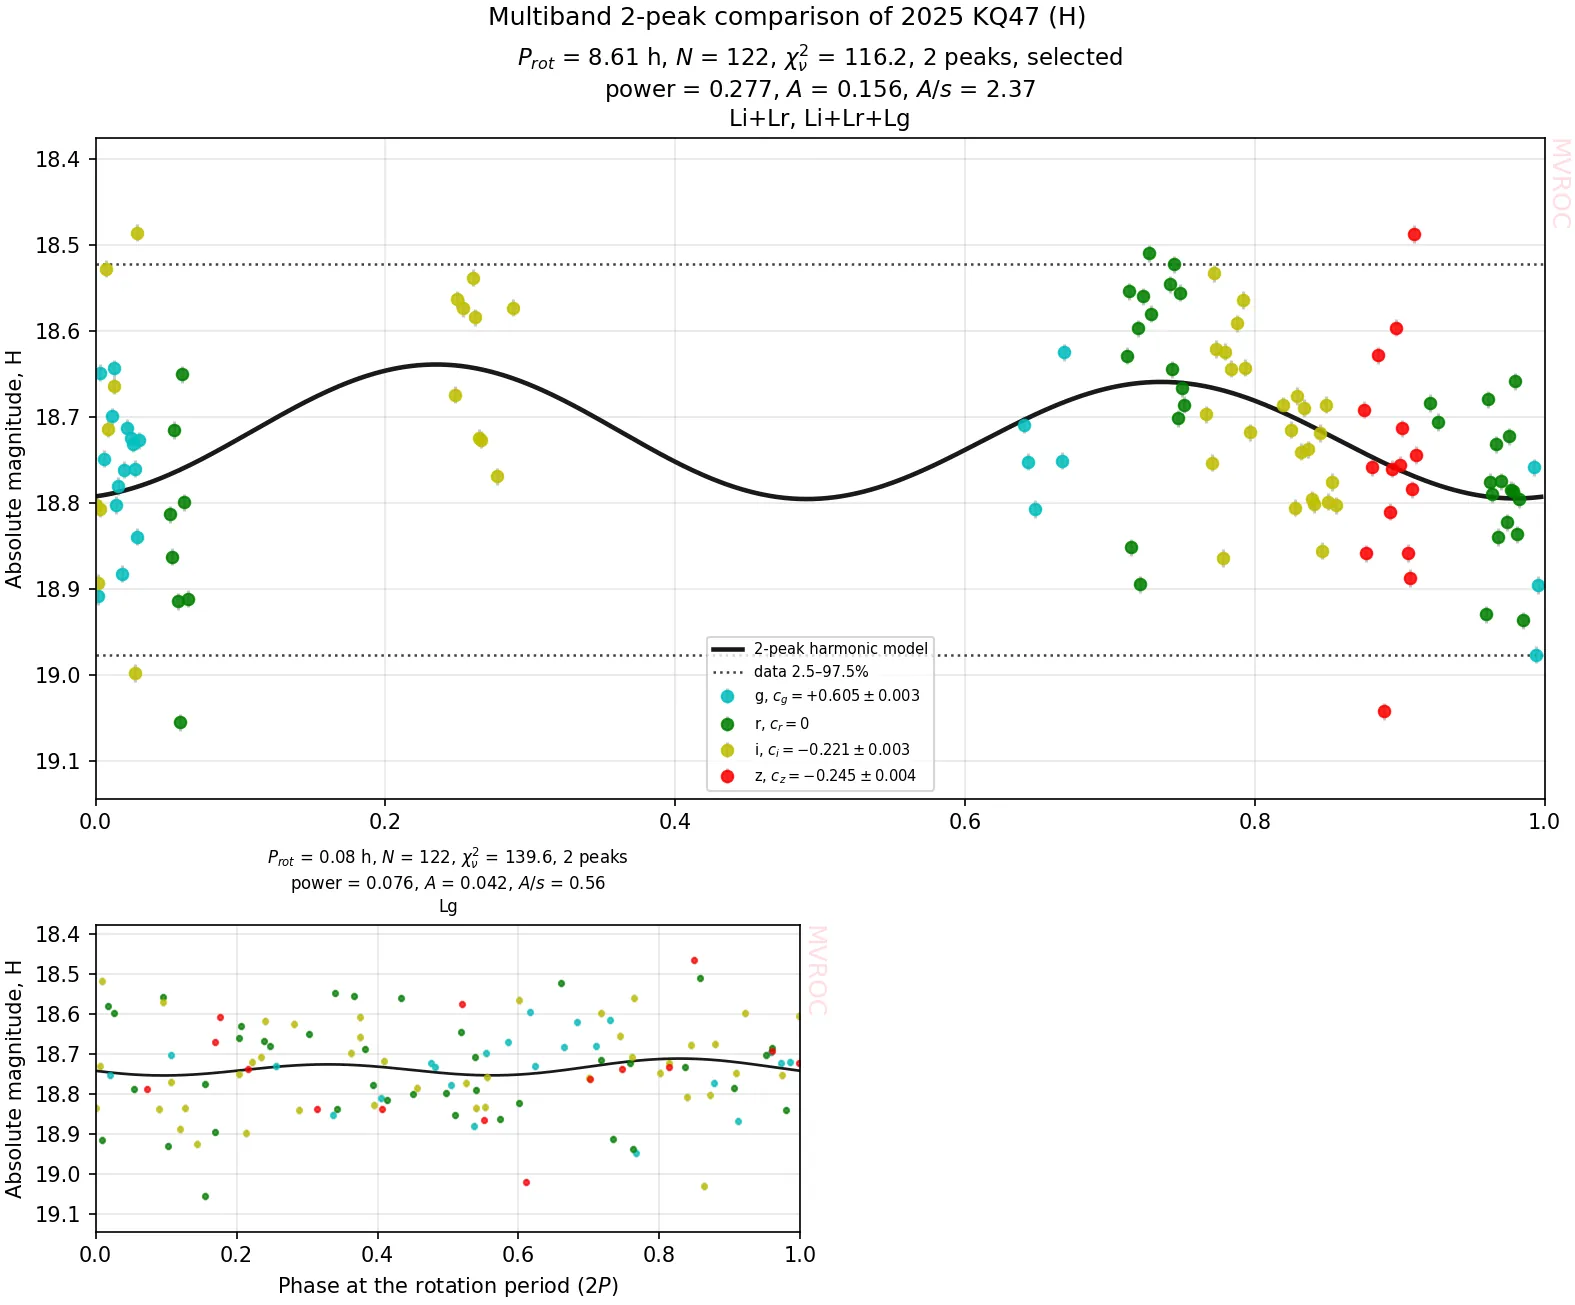 Multiband 2-peak comparison of 2025 KQ47 (H)
P_rot = 8.61 h, N = 122, χ²_ν = 116.2, 2 peaks, selected
power = 0.277, A = 0.156, A/s = 2.37
Li+Lr, Li+Lr+Lg
MVROC
Absolute magnitude, H
18.4
18.5
18.6
18.7
18.8
18.9
19.0
19.1
2-peak harmonic model
data 2.5–97.5%
g, c_g = +0.605 ± 0.003
r, c_r = 0
i, c_i = −0.221 ± 0.003
z, c_z = −0.245 ± 0.004
0.0 0.2 0.4 0.6 0.8 1.0
P_rot = 0.08 h, N = 122, χ²_ν = 139.6, 2 peaks
power = 0.076, A = 0.042, A/s = 0.56
Lg
MVROC
Absolute magnitude, H
18.4
18.5
18.6
18.7
18.8
18.9
19.0
19.1
0.0 0.2 0.4 0.6 0.8 1.0
Phase at the rotation period (2P)